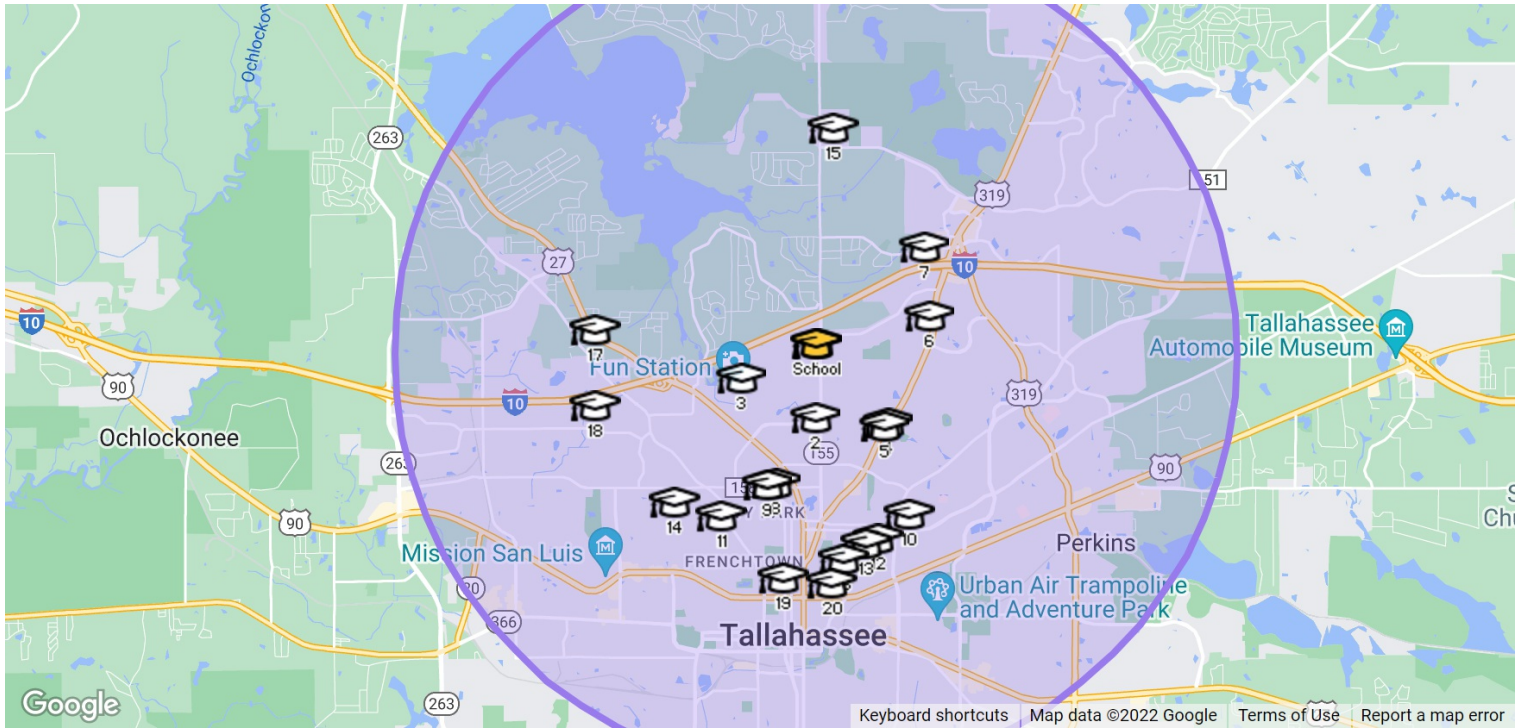 Ochlockonee
263
15
151
319
27
7
10
10
Tallahassee
Automobile Museum
17
6
Fun Station
School
3
90
10
319
18
2
5
155
Ochlockonee
263
90
93
14
11
10
90
FRENCHTOWN
Mission San Luis
13
Perkins
19
20
Urban Air Trampoline
and Adventure Park
366
Tallahassee
263
Google
Keyboard shortcuts
Map data ©2022 Google
Terms of Use
Report a map error